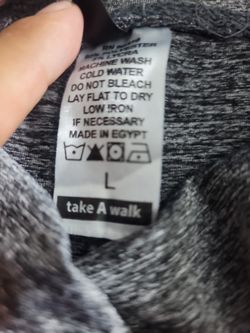 MACHINE WASH
COLD WATER
DO NOT BLEACH
LAY FLAT TO DRY
LOW IRON
IF NECESSARY
MADE IN EGYPT
L
take A walk